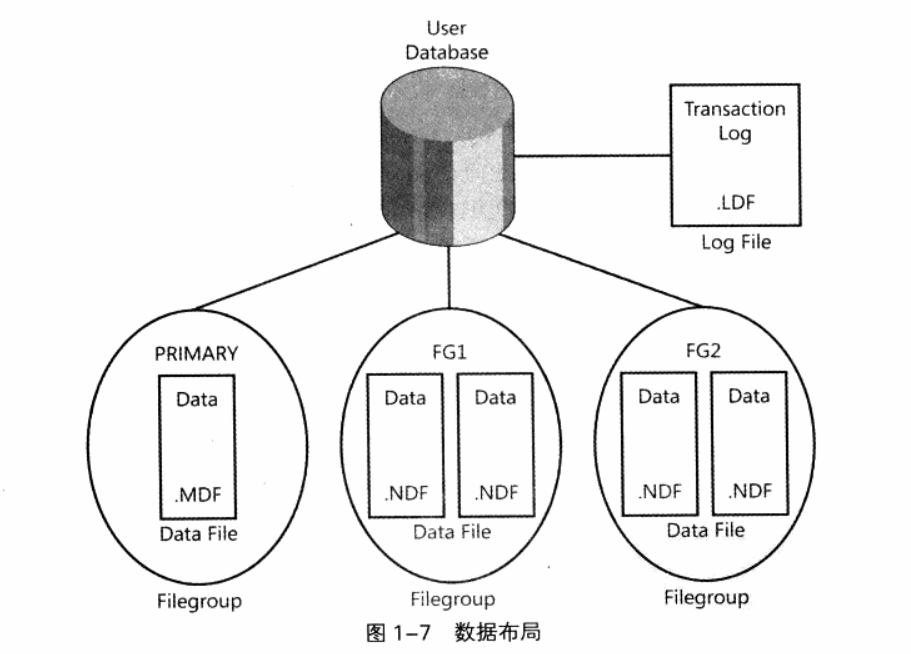 User
Database
Transaction
Log
.LDF
Log File
PRIMARY
Data
.MDF
Data File
Filegroup
FG1
Data Data
.NDF .NDF
Data File
Filegroup
FG2
Data Data
.NDF .NDF
Data File
Filegroup
图 1-7 数据布局